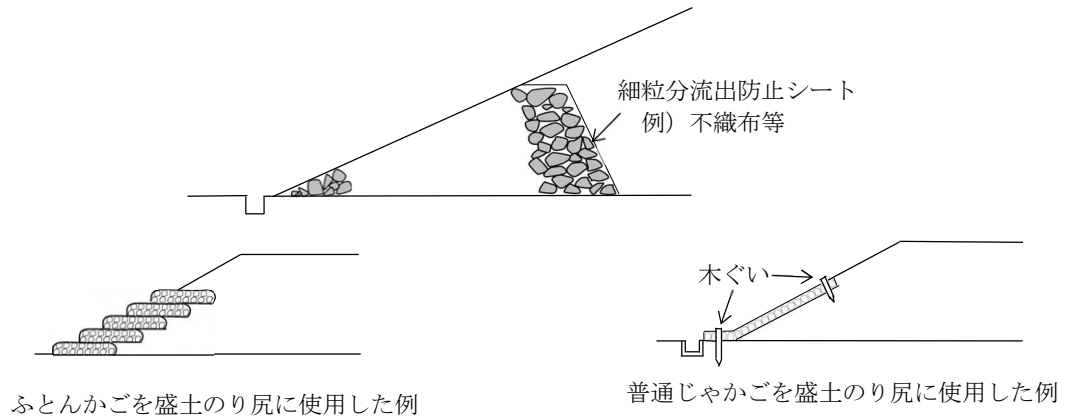 細粒分流出防止シート
例）不織布等
木ぐい
ふとんかごを盛土のり尻に使用した例
普通じゃかごを盛土のり尻に使用した例